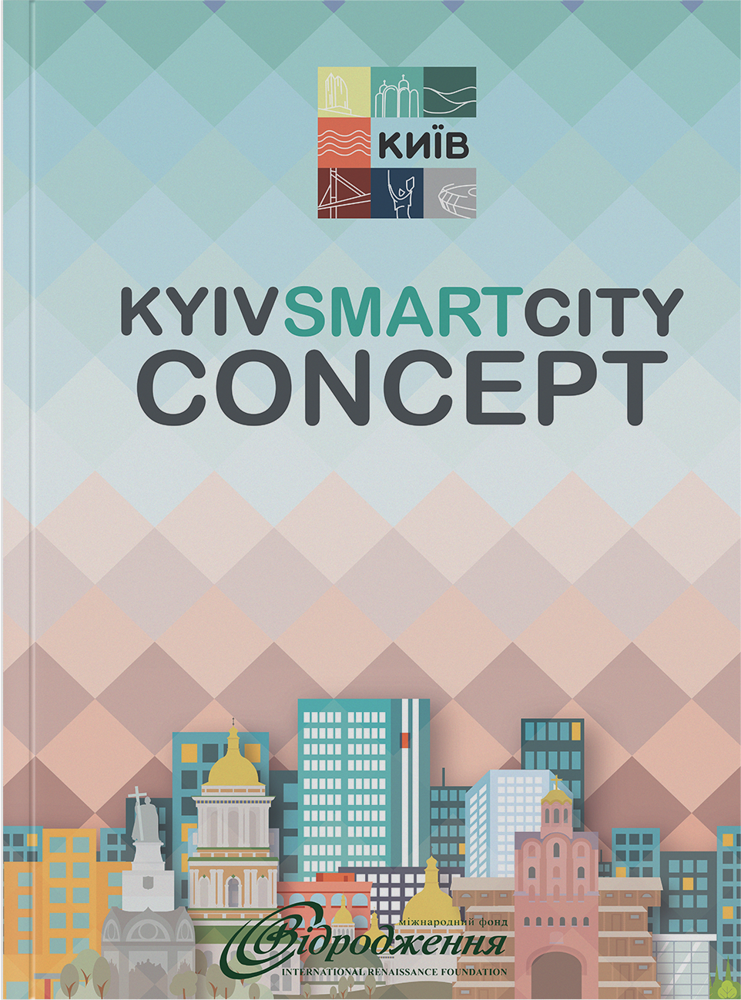 КИЇВ
KYIVSMARTCITY
CONCEPT
міжнародний фонд
Відродження
INTERNATIONAL RENAISSANCE FOUNDATION